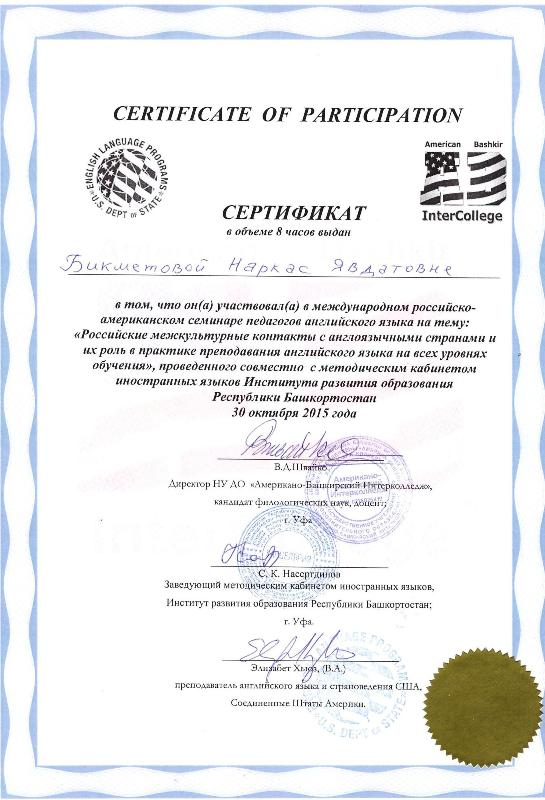 CERTIFICATE OF PARTICIPATION
ENGLISH LANGUAGE PROGRAMS
U.S. DEPT OF STATE
American Bashkir
InterCollege
СЕРТИФИКАТ
в объеме 8 часов выдан
Бикметовой Наркас Явдатовне
в том, что он(а) участвовал(а) в международном российско-
американском семинаре педагогов английского языка на тему:
«Российские межкультурные контакты с англоязычными странами и
их роль в практике преподавания английского языка на всех уровнях
обучения», проведенного совместно с методическим кабинетом
иностранных языков Института развития образования
Республики Башкортостан
30 октября 2015 года
В.Д.Швайко
Директор НУ ДО «Американо-Башкирский Интерколледж»,
кандидат филологических наук, доцент;
г. Уфа
С. К. Насертдинов
Заведующий методическим кабинетом иностранных языков,
Институт развития образования Республики Башкортостан;
г. Уфа.
Элизабет Хьюз, (В.А.)
преподаватель английского языка и страноведения США,
Соединенные Штаты Америки.
U.S. DEPT OF STATE